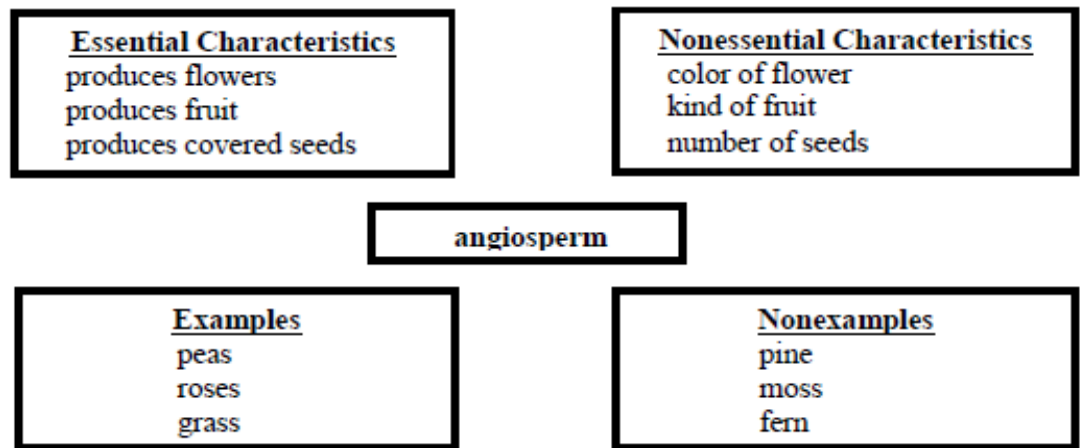 Essential Characteristics
produces flowers
produces fruit
produces covered seeds
Nonessential Characteristics
color of flower
kind of fruit
number of seeds
angiosperm
Examples
peas
roses
grass
Nonexamples
pine
moss
fern